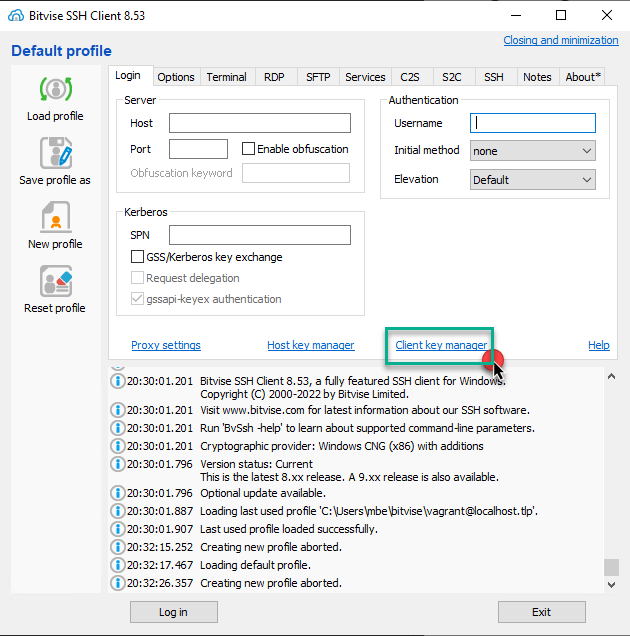 Bitvise SSH Client 8.53
Default profile
Closing and minimization
Load profile
Save profile as
New profile
Reset profile
Login Options Terminal RDP SFTP Services C2S S2C SSH Notes About*
Server
Host
Port
Enable obfuscation
Obfuscation keyword
Authentication
Username
Initial method none
Elevation Default
Kerberos
SPN
GSS/Kerberos key exchange
Request delegation
gssapi-keyex authentication
Proxy settings Host key manager Client key manager Help
20:30:01.201 Bitvise SSH Client 8.53, a fully featured SSH client for Windows.
Copyright (C) 2000-2022 by Bitvise Limited.
20:30:01.201 Visit www.bitvise.com for latest information about our SSH software.
20:30:01.201 Run 'BvSsh -help' to learn about supported command-line parameters.
20:30:01.201 Cryptographic provider: Windows CNG (x86) with additions
20:30:01.796 Version status: Current
This is the latest 8.xx release. A 9.xx release is also available.
20:30:01.796 Optional update available.
20:30:01.887 Loading last used profile 'C:\Users\mbe\bitvise\vagrant@localhost.tlp'.
20:30:01.907 Last used profile loaded successfully.
20:32:15.252 Creating new profile aborted.
20:32:17.467 Loading default profile.
20:32:26.357 Creating new profile aborted.
Log in Exit